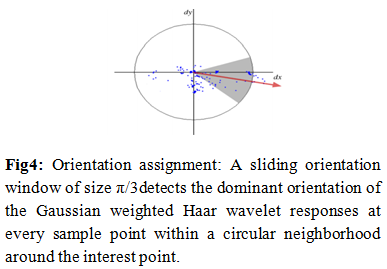 dy
dx
Fig4: Orientation assignment: A sliding orientation
window of size π/3detects the dominant orientation of
the Gaussian weighted Haar wavelet responses at
every sample point within a circular neighborhood
around the interest point.